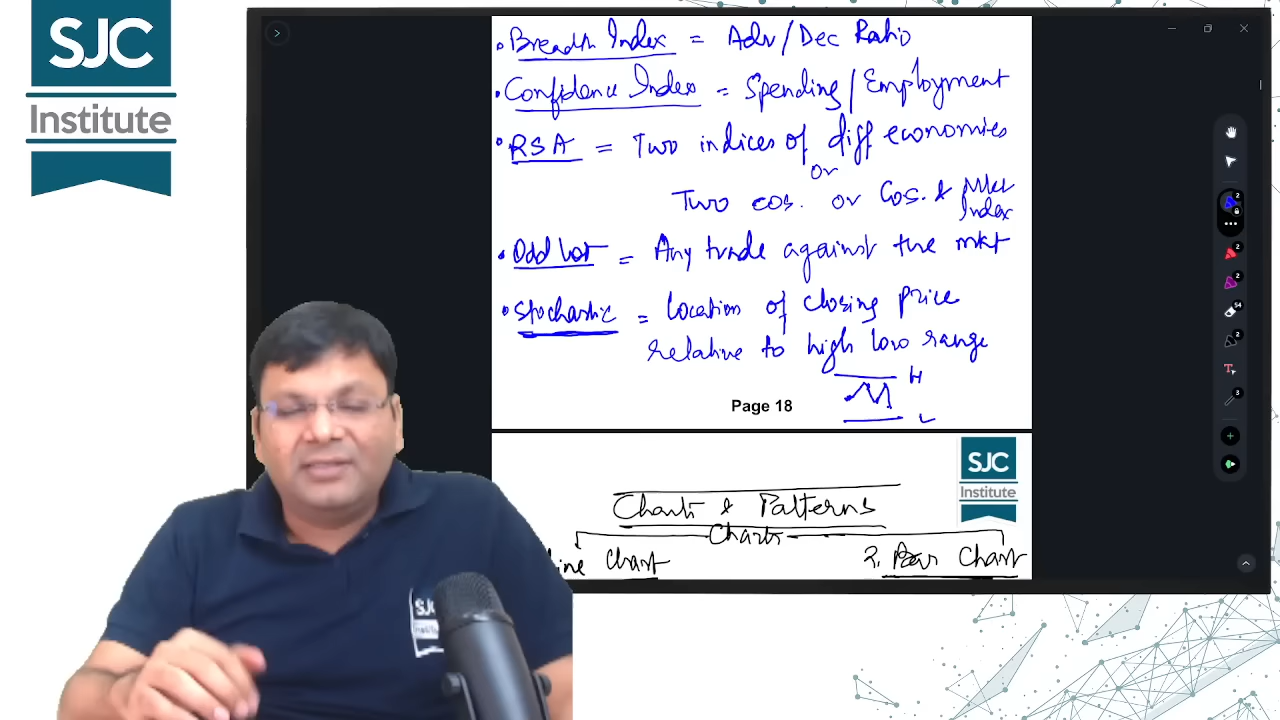 SJC
Institute
• Breadth Index = Adv/Dec Ratio
• Confidence Index = Spending/Employment
• RSA = Two indices of diff economies
or
Two cos. or Cos. & Mkt Index
• Odd lot = Any trade against the mkt
• Stochastic = location of closing price
relative to high low range
H
L
Page 18
SJC
Institute
Charts & Patterns
Charts
ine Chart
2. Bar Chart
SJC